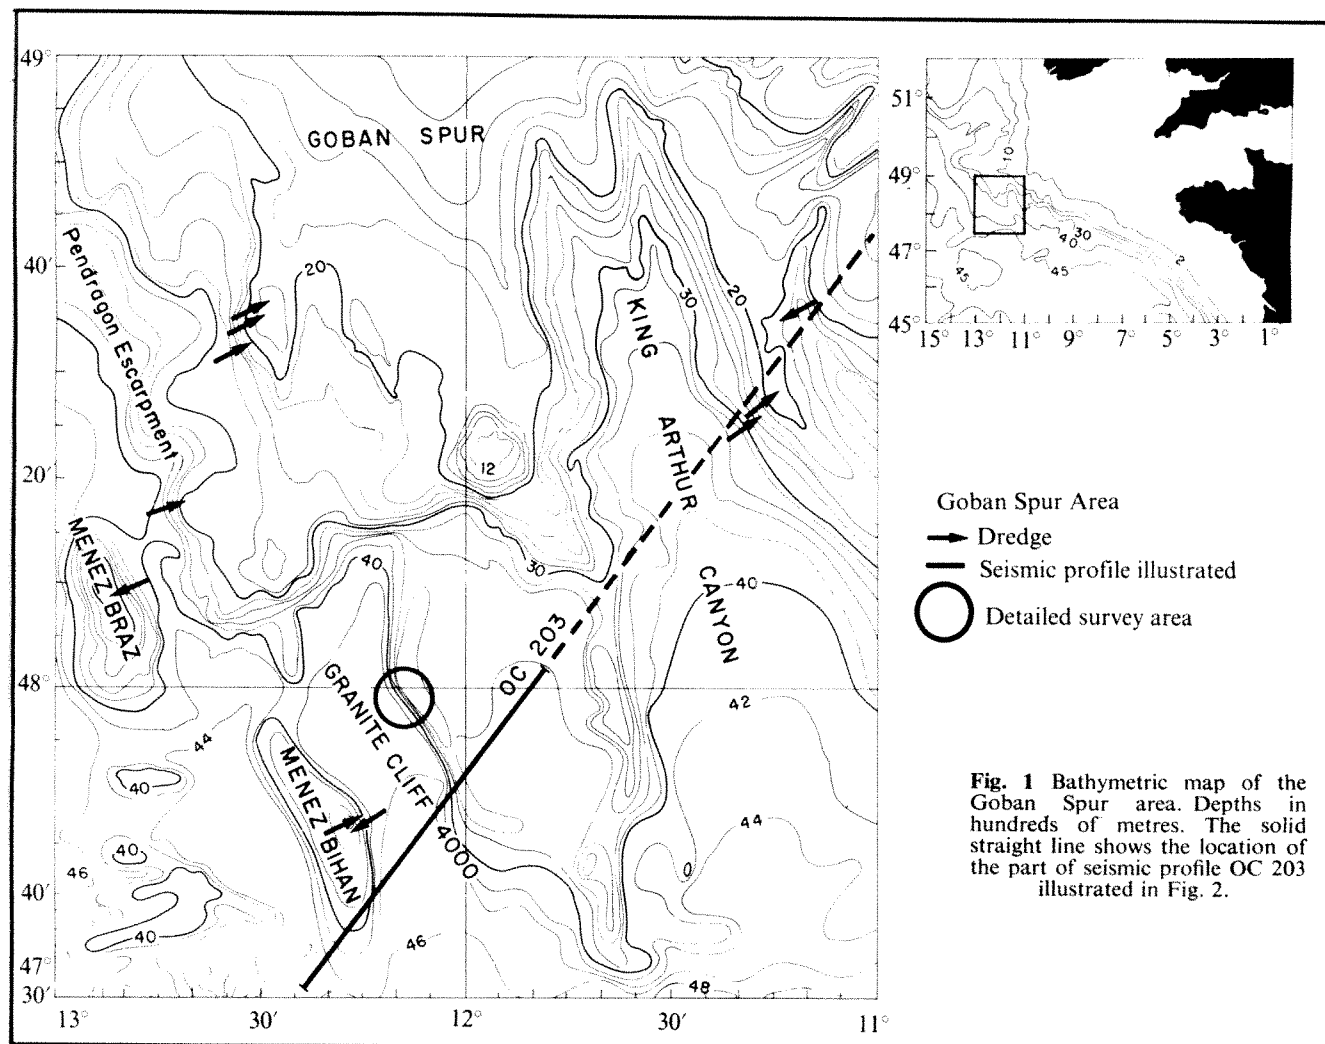 49°
40′
20′
48°
40′
47°
30′
13°
30′
12°
30′
11°
GOBAN SPUR
Pendragon Escarpment
20
12
KING
ARTHUR
CANYON
30
20
30
40
40
MENEZ BRAZ
GRANITE CLIFF
OC 203
MENEZ BIHAN
4000
44
40
40
46
40
46
42
44
48
51°
49°
47°
45°
15°
13°
11°
9°
7°
5°
3°
1°
10
40
30
45
45
2
Goban Spur Area
Dredge
Seismic profile illustrated
Detailed survey area
Fig. 1 Bathymetric map of the
Goban Spur area. Depths in
hundreds of metres. The solid
straight line shows the location of
the part of seismic profile OC 203
illustrated in Fig. 2.